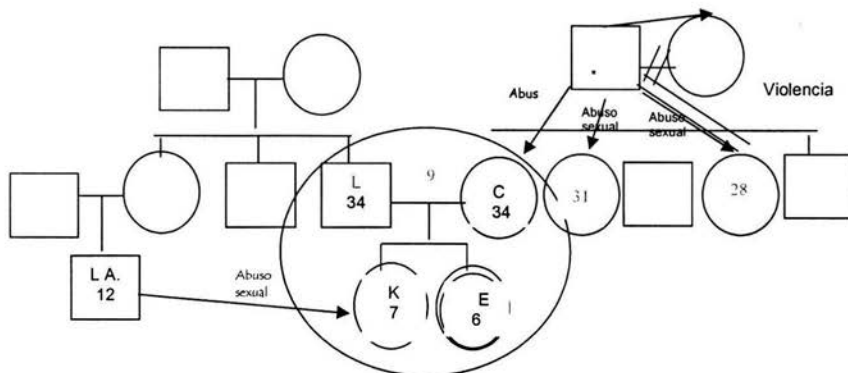 Abus
Violencia
Abuso
sexual
Abuso
sexual
L
34
9
C
34
31
28
L A.
12
Abuso
sexual
K
7
E
6